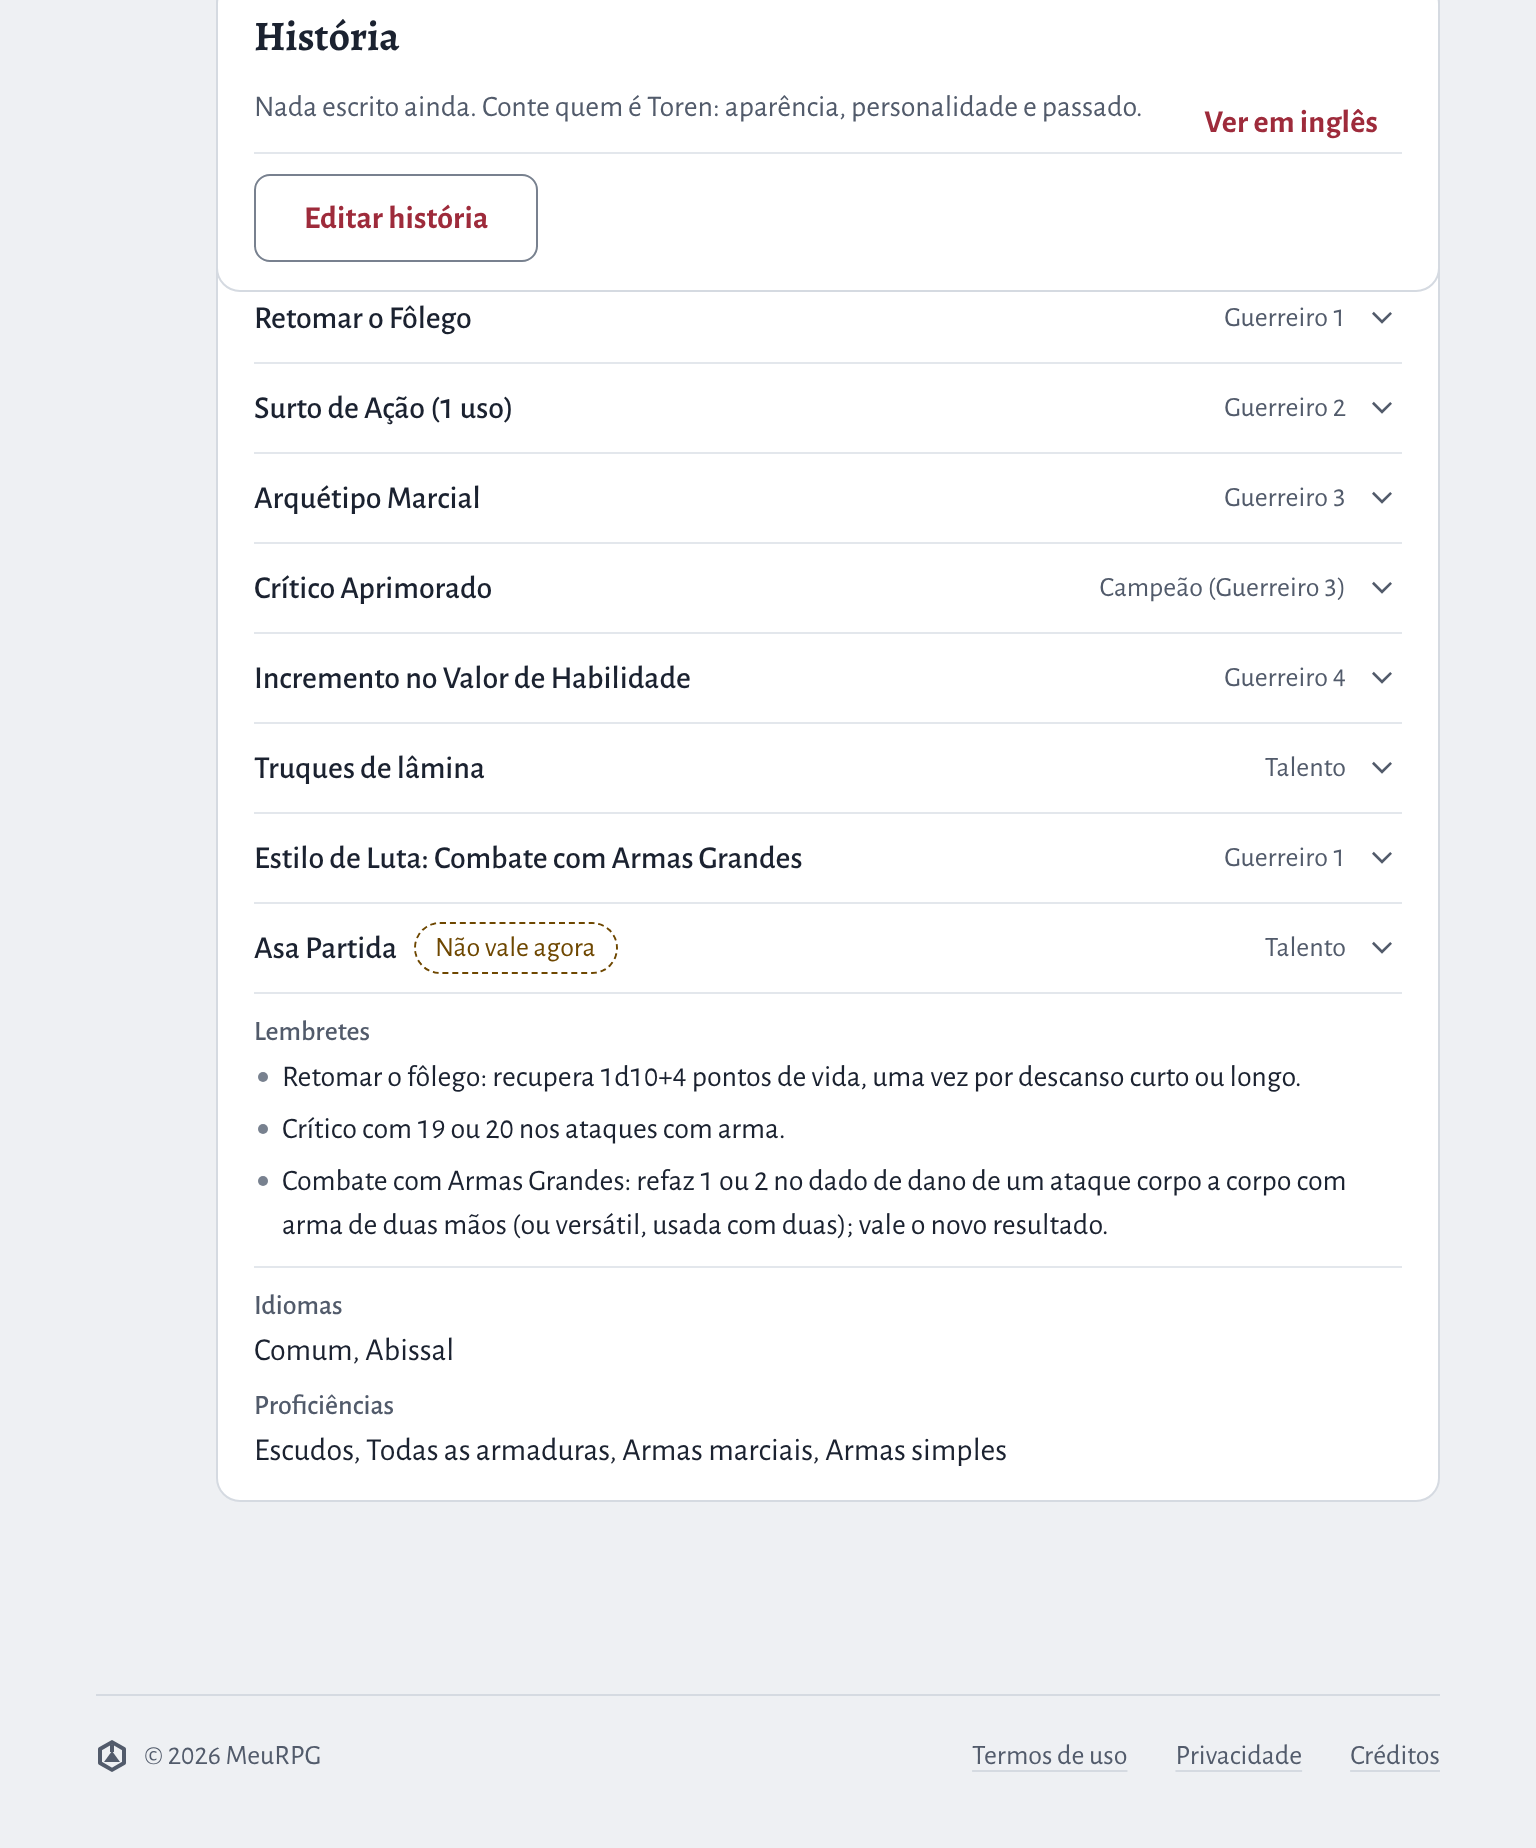 História
Nada escrito ainda. Conte quem é Toren: aparência, personalidade e passado.
Ver em inglês
Editar história
Retomar o Fôlego Guerreiro 1
Surto de Ação (1 uso) Guerreiro 2
Arquétipo Marcial Guerreiro 3
Crítico Aprimorado Campeão (Guerreiro 3)
Incremento no Valor de Habilidade Guerreiro 4
Truques de lâmina Talento
Estilo de Luta: Combate com Armas Grandes Guerreiro 1
Asa Partida Não vale agora Talento
Lembretes
Retomar o fôlego: recupera 1d10+4 pontos de vida, uma vez por descanso curto ou longo.
Crítico com 19 ou 20 nos ataques com arma.
Combate com Armas Grandes: refaz 1 ou 2 no dado de dano de um ataque corpo a corpo com
arma de duas mãos (ou versátil, usada com duas); vale o novo resultado.
Idiomas
Comum, Abissal
Proficiências
Escudos, Todas as armaduras, Armas marciais, Armas simples
© 2026 MeuRPG Termos de uso Privacidade Créditos